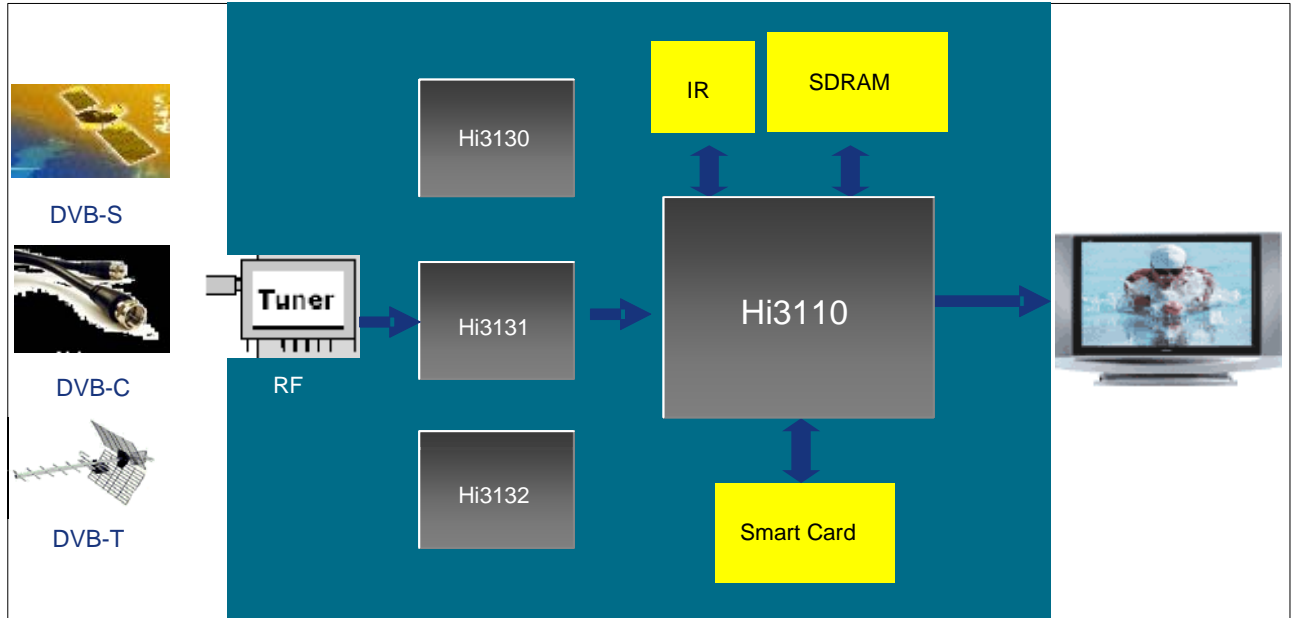 DVB-S
DVB-C
DVB-T
Tuner
RF
Hi3130
Hi3131
Hi3132
IR
SDRAM
Hi3110
Smart Card